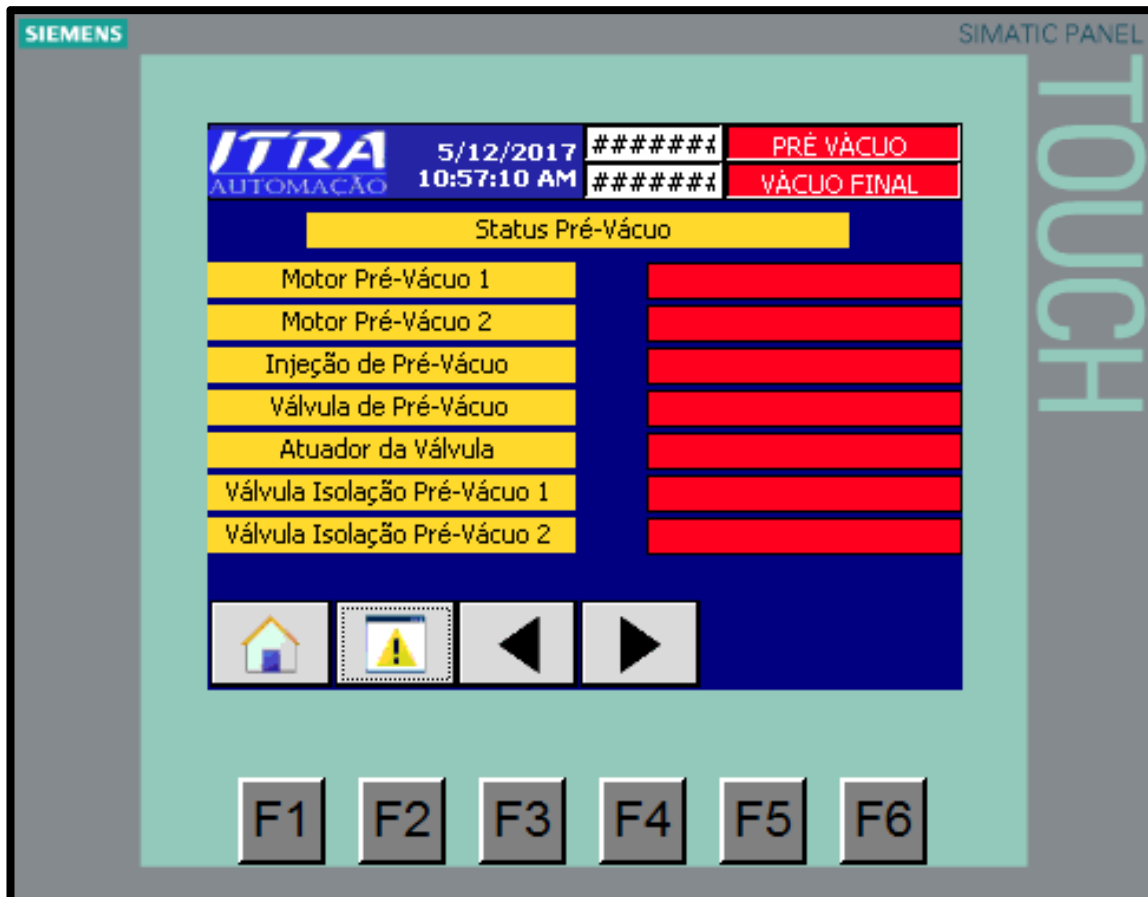 SIEMENS
SIMATIC PANEL
TOUCH
ITRA
AUTOMAÇÃO
5/12/2017
10:57:10 AM
#######
#######
PRÉ VÀCUO
VÀCUO FINAL
Status Pré-Vácuo
Motor Pré-Vácuo 1
Motor Pré-Vácuo 2
Injeção de Pré-Vácuo
Válvula de Pré-Vácuo
Atuador da Válvula
Válvula Isolação Pré-Vácuo 1
Válvula Isolação Pré-Vácuo 2
F1 F2 F3 F4 F5 F6